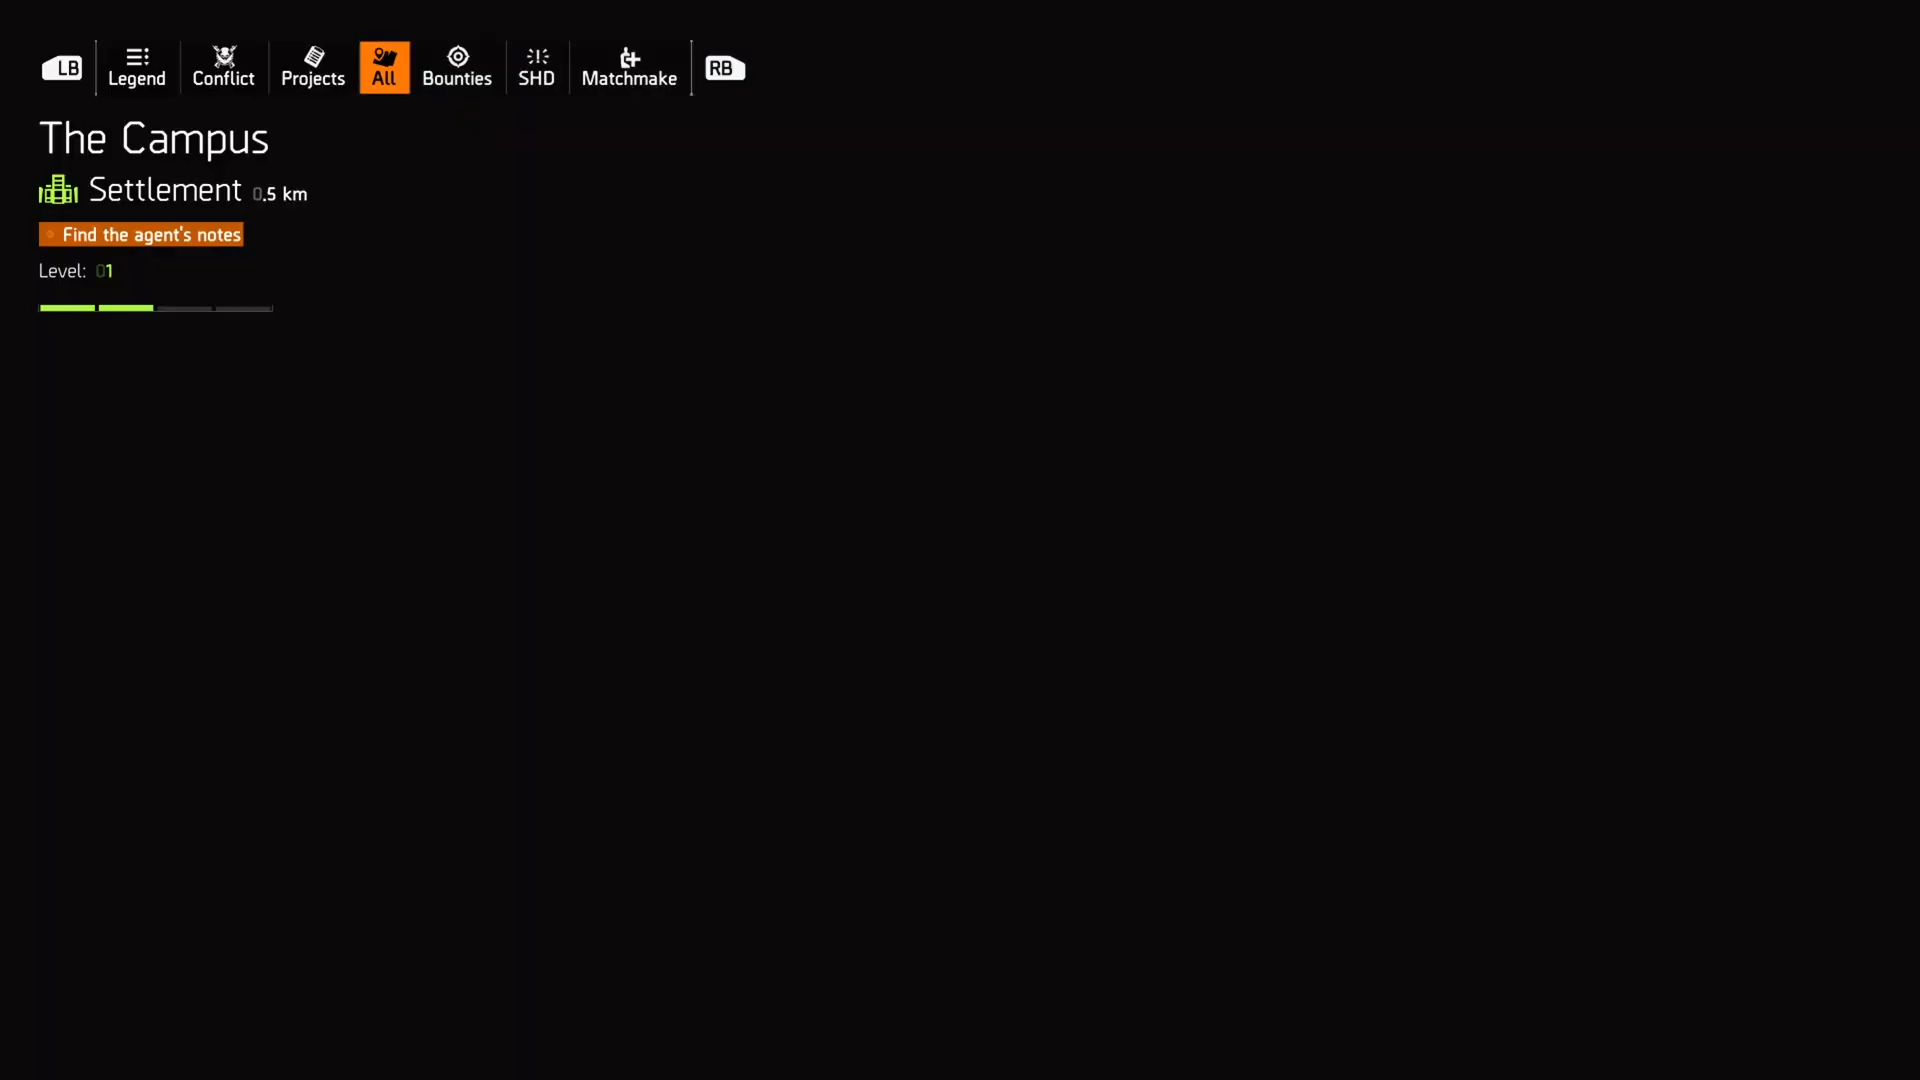 LB Legend Conflict Projects All Bounties SHD Matchmake RB
The Campus
Settlement 0.5 km
Find the agent's notes
Level: 01